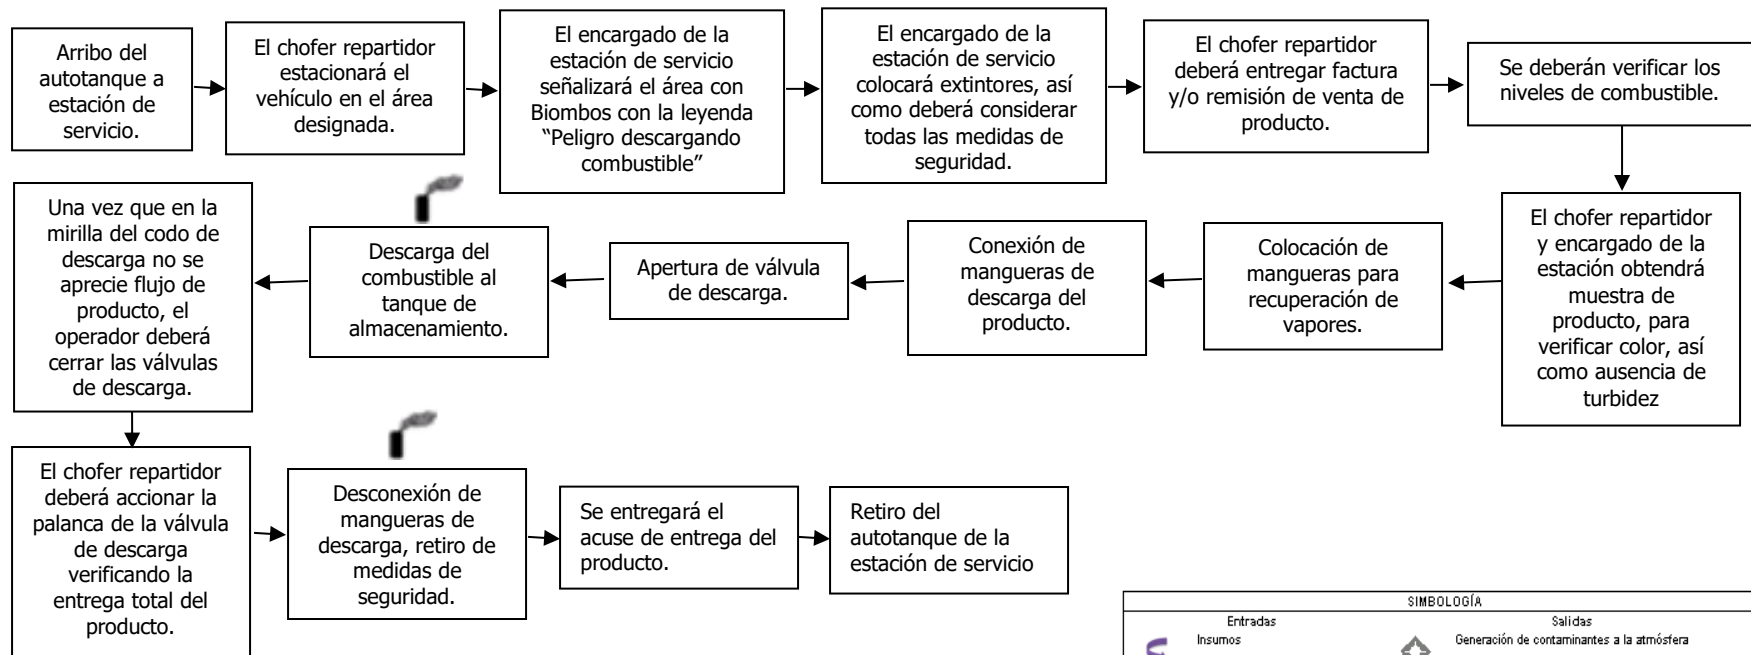 Arribo del
autotanque a
estación de
servicio.
El chofer repartidor
estacionará el
vehículo en el área
designada.
El encargado de la
estación de servicio
señalizará el área con
Biombos con la leyenda
“Peligro descargando
combustible”
El encargado de la
estación de servicio
colocará extintores, así
como deberá considerar
todas las medidas de
seguridad.
El chofer repartidor
deberá entregar factura
y/o remisión de venta de
producto.
Se deberán verificar los
niveles de combustible.
El chofer repartidor
y encargado de la
estación obtendrá
muestra de
producto, para
verificar color, así
como ausencia de
turbidez
Colocación de
mangueras para
recuperación de
vapores.
Conexión de
mangueras de
descarga del
producto.
Apertura de válvula
de descarga.
Descarga del
combustible al
tanque de
almacenamiento.
Una vez que en la
mirilla del codo de
descarga no se
aprecie flujo de
producto, el
operador deberá
cerrar las válvulas
de descarga.
El chofer repartidor
deberá accionar la
palanca de la válvula
de descarga
verificando la
entrega total del
producto.
Desconexión de
mangueras de
descarga, retiro de
medidas de
seguridad.
Se entregará el
acuse de entrega del
producto.
Retiro del
autotanque de la
estación de servicio
SIMBOLOGÍA
Entradas
Salidas
Insumos
Generación de contaminantes a la atmósfera